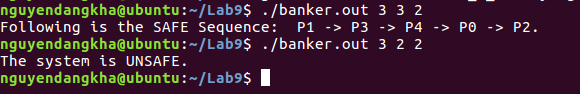 nguyendangkha@ubuntu:~/Lab9$ ./banker.out 3 3 2
Following is the SAFE Sequence:  P1 -> P3 -> P4 -> P0 -> P2.
nguyendangkha@ubuntu:~/Lab9$ ./banker.out 3 2 2
The system is UNSAFE.
nguyendangkha@ubuntu:~/Lab9$